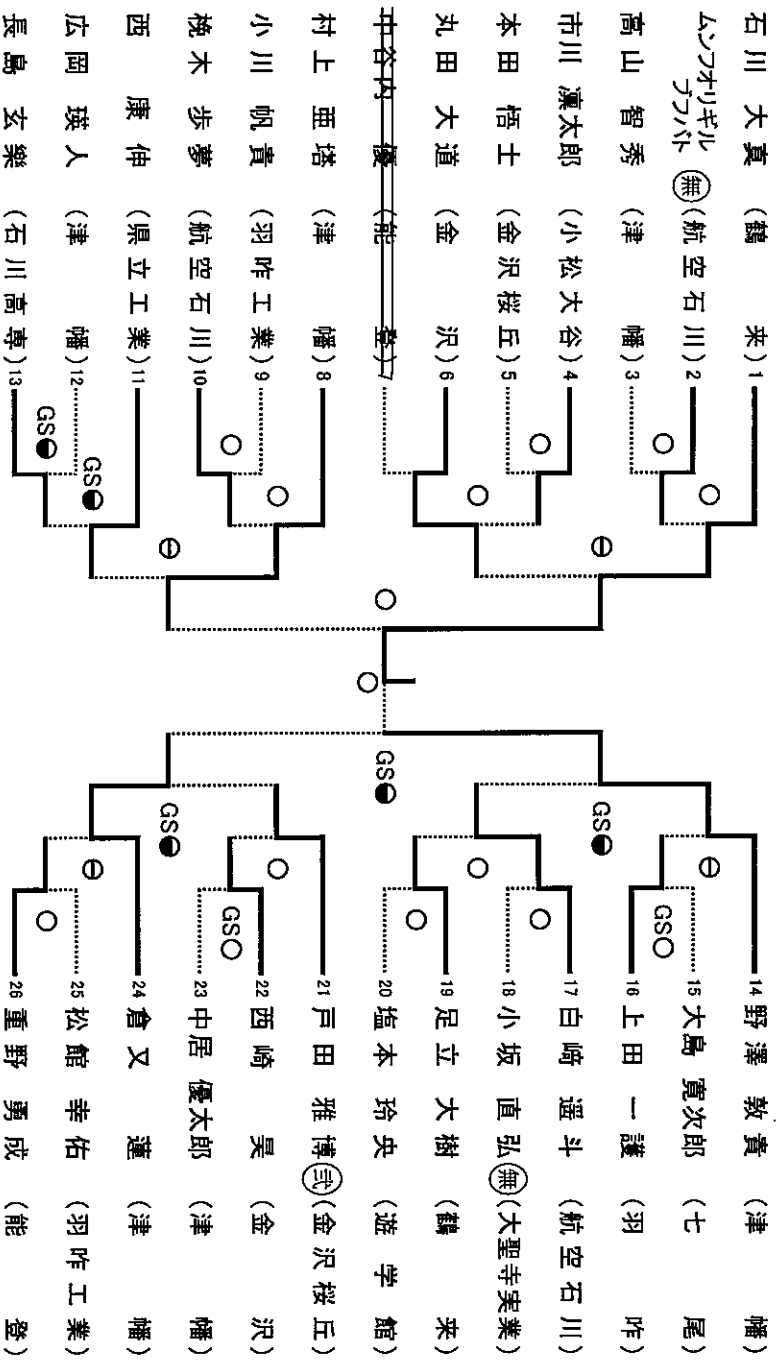 石川 大真 (鶴来) 1
ムンフオリギル ブフバト ㊒(航空石川) 2
高山 智秀 (津幡) 3
市川 凛太郎 (小松大谷) 4
本田 悟士 (金沢桜丘) 5
丸田 大道 (金沢) 6
中谷内 優 (能登) 7
村上 亜塔 (津幡) 8
小川 帆貴 (羽咋工業) 9
椀木 歩夢 (航空石川) 10
西 康伸 (県立工業) 11
広岡 瑛人 (津幡) 12
長島 玄樂 (石川高専) 13
GS
GS
GS
GS
GS
GS
GS
14 野澤 敦貴 (津幡)
15 大島 寛次郎 (七尾)
16 上田 一護 (羽咋)
17 白﨑 遥斗 (航空石川)
18 小坂 直弘 無 (大聖寺実業)
19 足立 大樹 (鶴来)
20 塩本 玲央 (遊学館)
21 戸田 雅博 弐 (金沢桜丘)
22 西崎 昊 (金沢)
23 中居 優太郎 (津幡)
24 倉又 蓮 (津幡)
25 松館 幸佑 (羽咋工業)
26 重野 勇成 (能登)